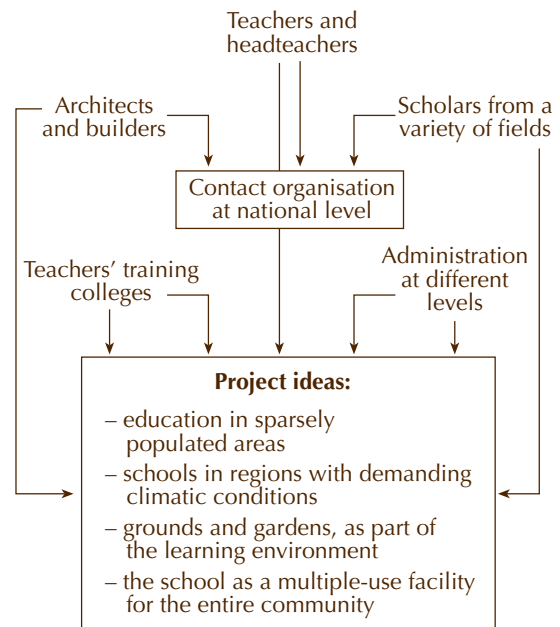 Teachers and
headteachers
Architects
and builders
Scholars from a
variety of fields
Contact organisation
at national level
Teachers’ training
colleges
Administration
at different
levels
Project ideas:
– education in sparsely
populated areas
– schools in regions with demanding
climatic conditions
– grounds and gardens, as part of
the learning environment
– the school as a multiple-use facility
for the entire community